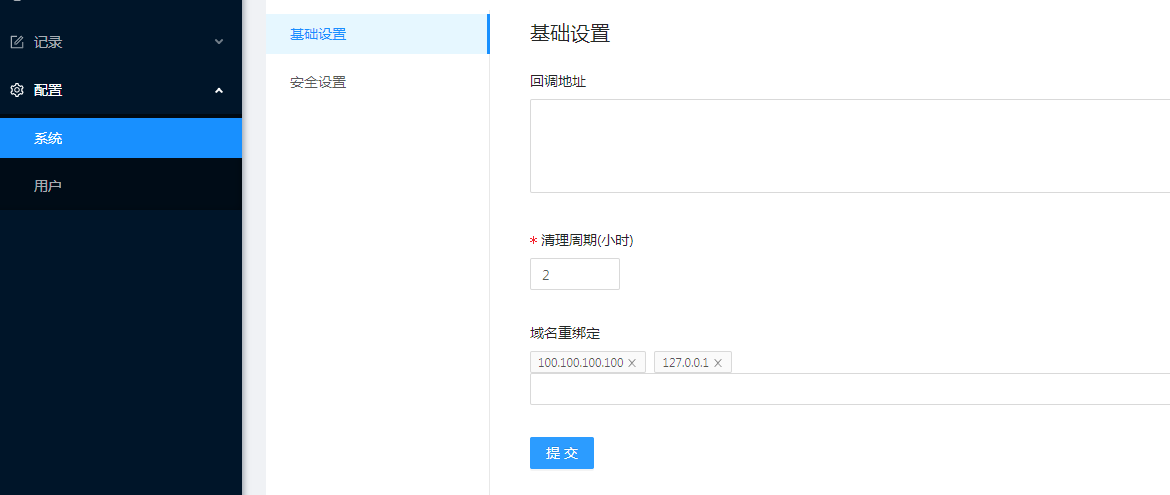 记录
配置
系统
用户
基础设置
安全设置
基础设置
回调地址
* 清理周期(小时)
2
域名重绑定
100.100.100.100 ×
127.0.0.1 ×
提 交